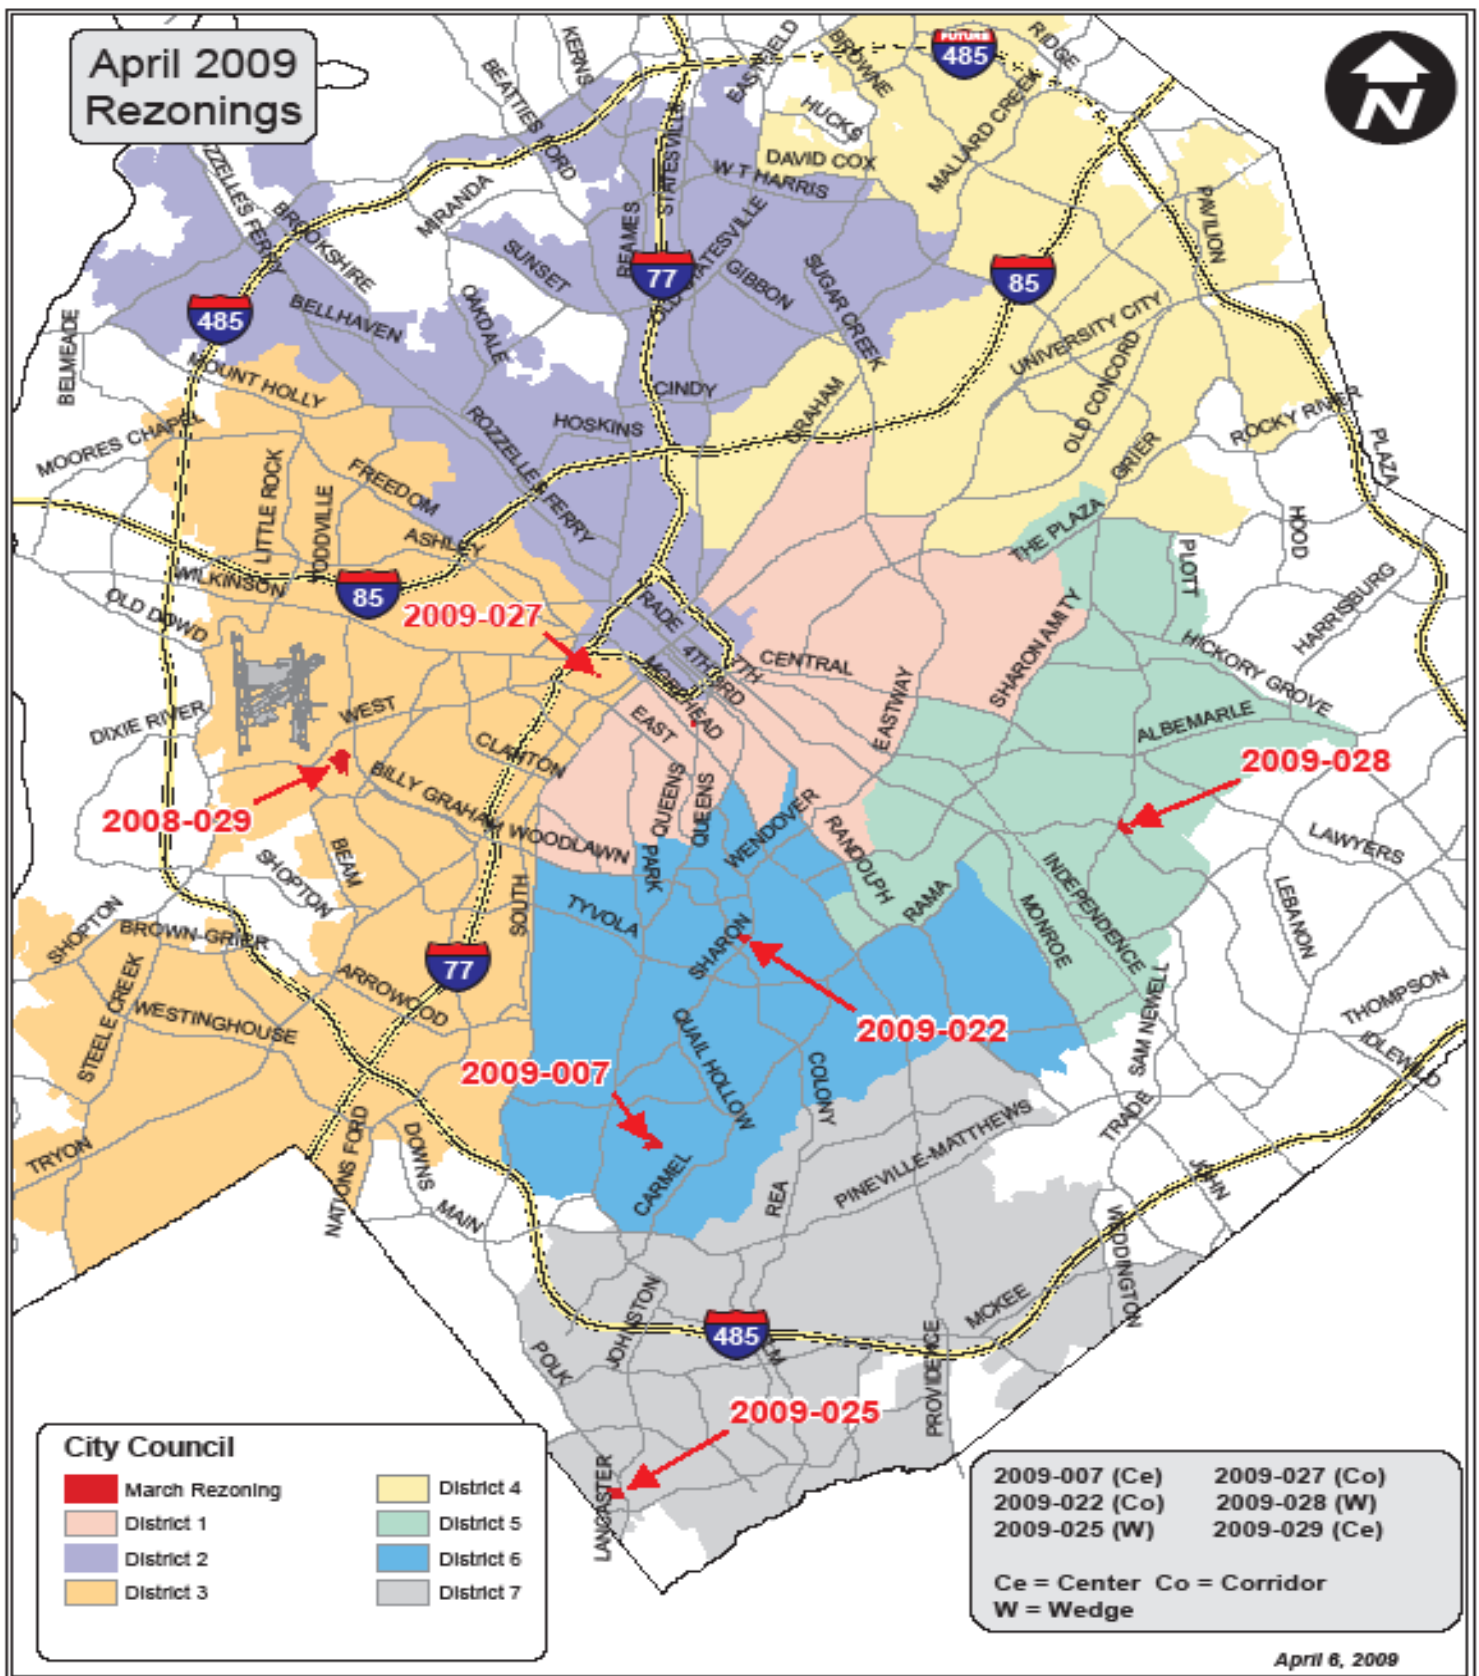 April 2009
Rezonings
N
FUTURE
485
RIDGE
KERNS
BEATTIES FORD
EASTFIELD
BROWNE
HUCKS
MALLARD CREEK
DAVID COX
STATESVILLE
W T HARRIS
PAVILION
MIRANDA
BROOKSHIRE
REAMES
SUNSET
77
GIBBON
SUGAR CREEK
85
485
BELLHAVEN
OAKDALE
UNIVERSITY CITY
BELMEADE
MOUNT HOLLY
CINDY
GRAHAM
OLD CONCORD
MOORES CHAPEL
HOSKINS
ROZZELLES FERRY
ROCKY RIVER
GRIER
PLAZA
LITTLE ROCK
FREEDOM
HOOD
THE PLAZA
ASHLEY
PLOTT
WILKINSON
85
OLD DOWD
2009-027
TRADE
SHARON AMITY
HARRISBURG
HICKORY GROVE
4TH
7TH
3RD
CENTRAL
MOREHEAD
EAST
EASTWAY
DIXIE RIVER
WEST
ALBEMARLE
CLANTON
2009-028
2008-029
BILLY GRAHAM
WOODLAWN
QUEENS
QUEENS
WENDOVER
RANDOLPH
LAWYERS
BEAM
SHOPTON
PARK
INDEPENDENCE
LEBANON
SOUTH
TYVOLA
RAMA
MONROE
SHOPTON
BROWN-GRIER
SHARON
77
ARROWOOD
STEELE CREEK
WESTINGHOUSE
SAM NEWELL
THOMPSON
2009-022
IDLEWILD
QUAIL HOLLOW
COLONY
2009-007
TRADE
PINEVILLE-MATTHEWS
TRYON
NATIONS FORD
DOWNS
CARMEL
REA
JOHN
MAIN
WEDDINGTON
JOHNSTON
MCKEE
485
POLK
PROVIDENCE
2009-025
LANCASTER
City Council
March Rezoning
District 1
District 2
District 3
District 4
District 5
District 6
District 7
2009-007 (Ce) 2009-027 (Co)
2009-022 (Co) 2009-028 (W)
2009-025 (W) 2009-029 (Ce)
Ce = Center Co = Corridor
W = Wedge
April 6, 2009